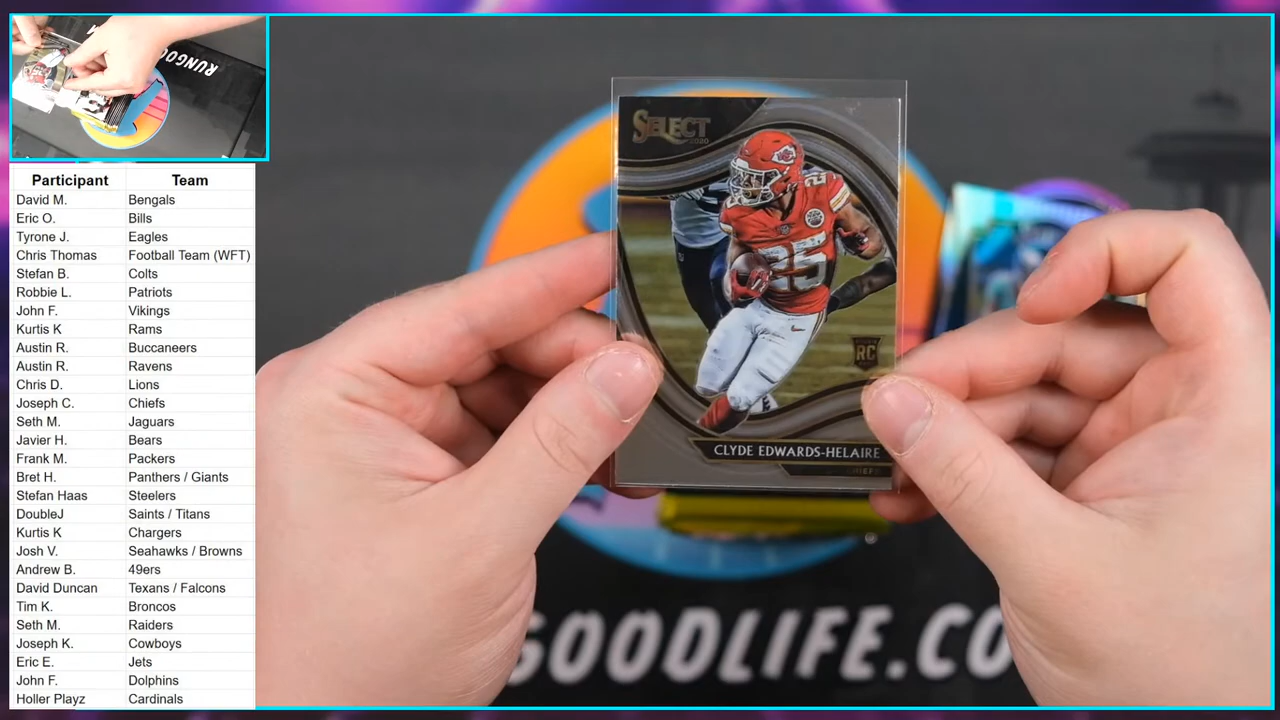 RUNGOO
Participant Team
David M. Bengals
Eric O. Bills
Tyrone J. Eagles
Chris Thomas Football Team (WFT)
Stefan B. Colts
Robbie L. Patriots
John F. Vikings
Kurtis K Rams
Austin R. Buccaneers
Austin R. Ravens
Chris D. Lions
Joseph C. Chiefs
Seth M. Jaguars
Javier H. Bears
Frank M. Packers
Bret H. Panthers / Giants
Stefan Haas Steelers
DoubleJ Saints / Titans
Kurtis K Chargers
Josh V. Seahawks / Browns
Andrew B. 49ers
David Duncan Texans / Falcons
Tim K. Broncos
Seth M. Raiders
Joseph K. Cowboys
Eric E. Jets
John F. Dolphins
Holler Playz Cardinals
SELECT
2020
25
RC
CLYDE EDWARDS-HELAIRE
GOODLIFE.CO